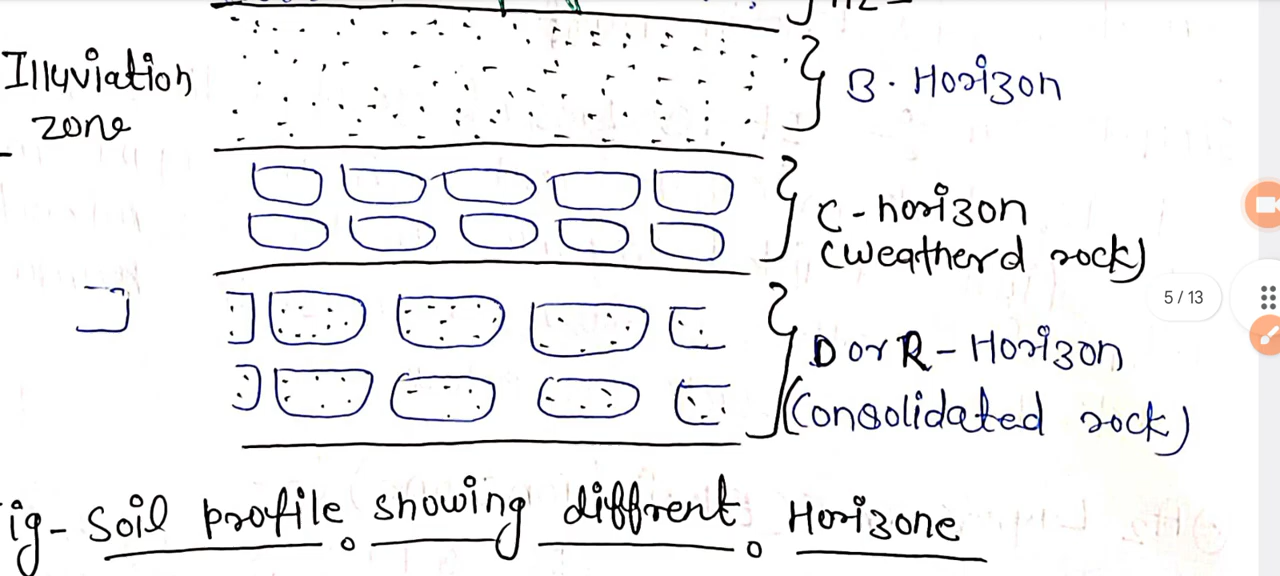 Illuviation
zone
B. Horizon
C-horizon
(weatherd rock)
5 / 13
D or R - Horizon
(Consolidated rock)
ig- Soil profile showing diffrent Horizone